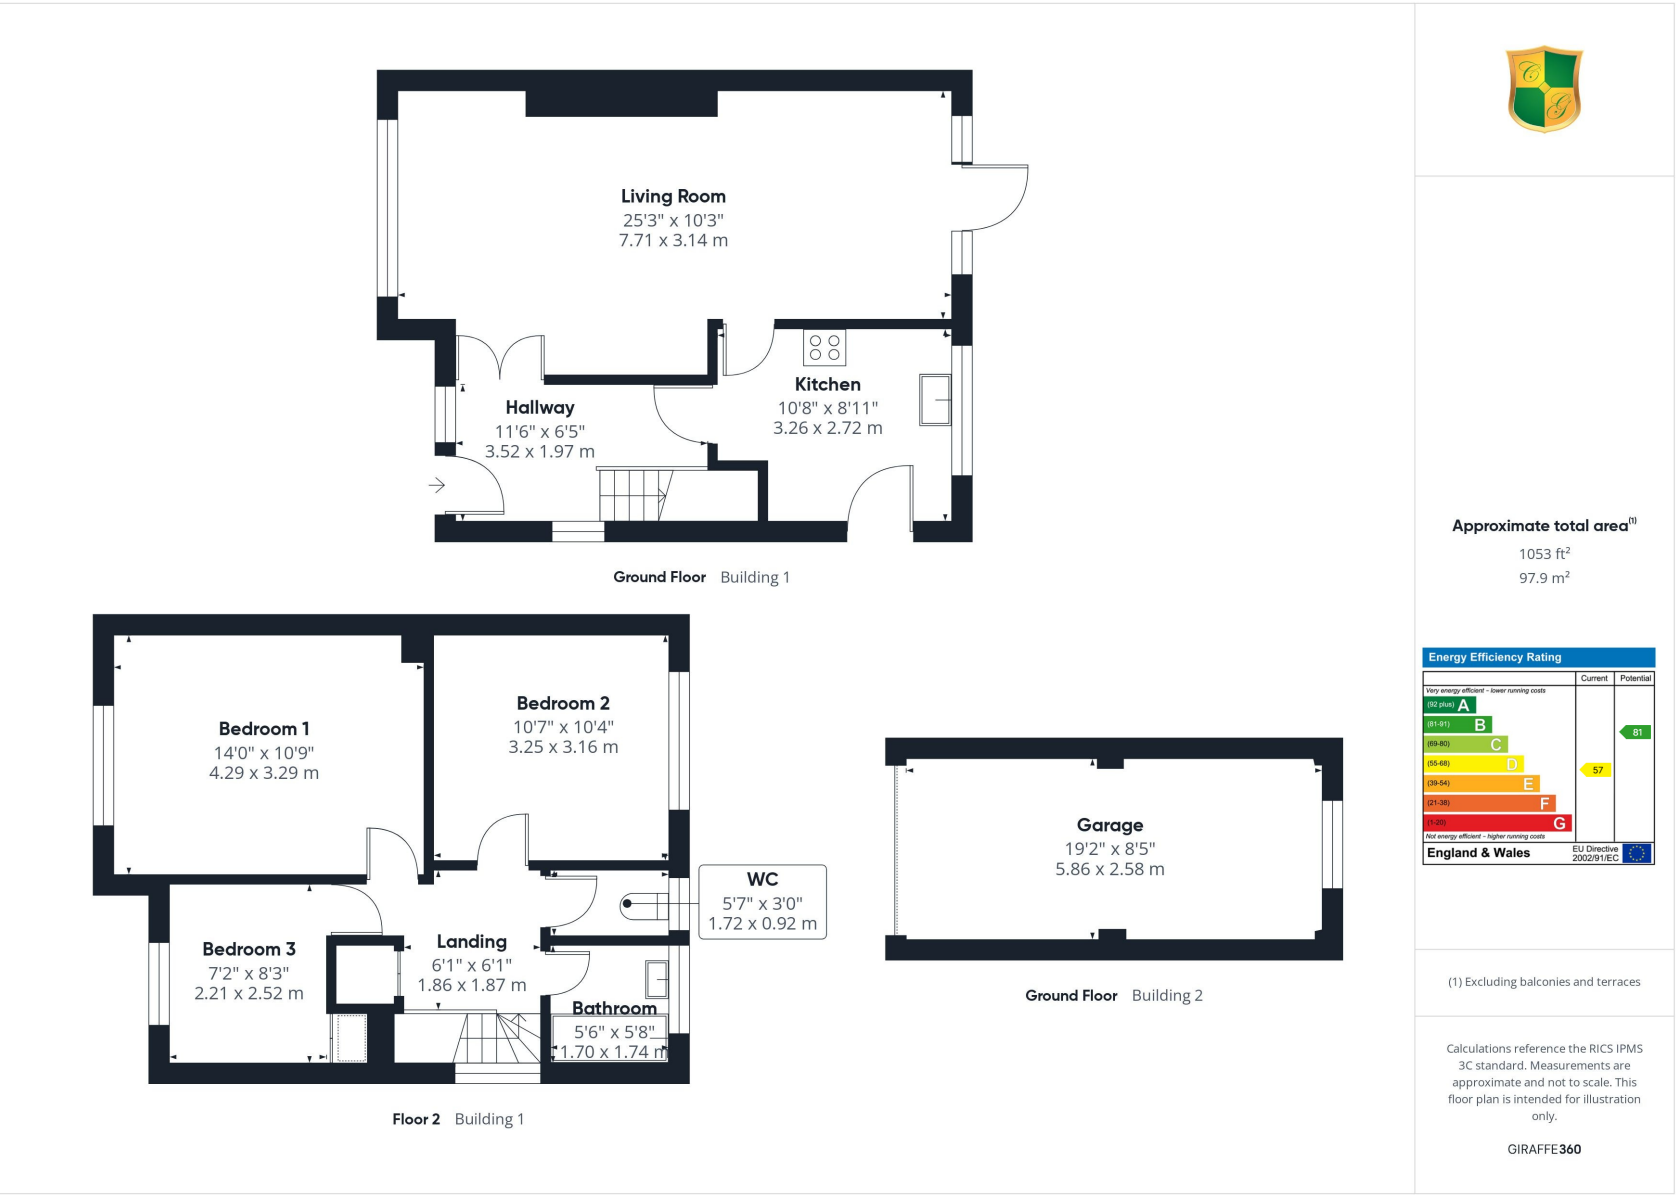 Living Room
25'3" x 10'3"
7.71 x 3.14 m
Kitchen
10'8" x 8'11"
3.26 x 2.72 m
Hallway
11'6" x 6'5"
3.52 x 1.97 m
Ground Floor Building 1
Bedroom 1
14'0" x 10'9"
4.29 x 3.29 m
Bedroom 2
10'7" x 10'4"
3.25 x 3.16 m
WC
5'7" x 3'0"
1.72 x 0.92 m
Bedroom 3
7'2" x 8'3"
2.21 x 2.52 m
Landing
6'1" x 6'1"
1.86 x 1.87 m
Bathroom
5'6" x 5'8"
1.70 x 1.74 m
Floor 2 Building 1
Garage
19'2" x 8'5"
5.86 x 2.58 m
Ground Floor Building 2
C
G
Approximate total area(1)
1053 ft²
97.9 m²
Energy Efficiency Rating
Current Potential
Very energy efficient - lower running costs
(92 plus) A
(81-91) B
(69-80) C
(55-68) D
(39-54) E
(21-38) F
(1-20) G
81
57
Not energy efficient - higher running costs
England & Wales
EU Directive
2002/91/EC
(1) Excluding balconies and terraces
Calculations reference the RICS IPMS
3C standard. Measurements are
approximate and not to scale. This
floor plan is intended for illustration
only.
GIRAFFE360